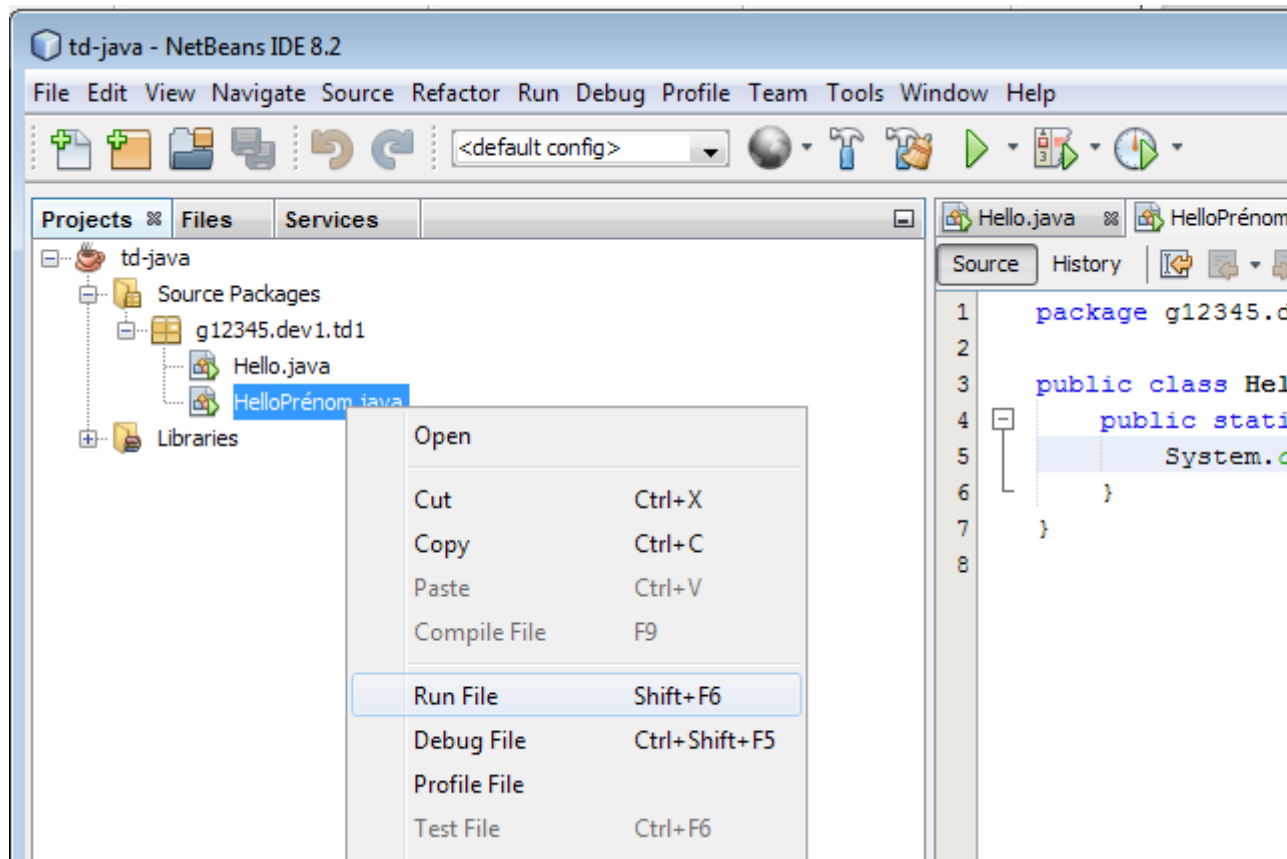 td-java - NetBeans IDE 8.2
File Edit View Navigate Source Refactor Run Debug Profile Team Tools Window Help
<default config>
Projects Files Services
td-java
Source Packages
g12345.dev1.td1
Hello.java
HelloPrénom.java
Libraries
Open
Cut Ctrl+X
Copy Ctrl+C
Paste Ctrl+V
Compile File F9
Run File Shift+F6
Debug File Ctrl+Shift+F5
Profile File
Test File Ctrl+F6
Hello.java HelloPrénom
Source History
1 package g12345.d
2
3 public class Hel
4 public stati
5 System.o
6 }
7 }
8